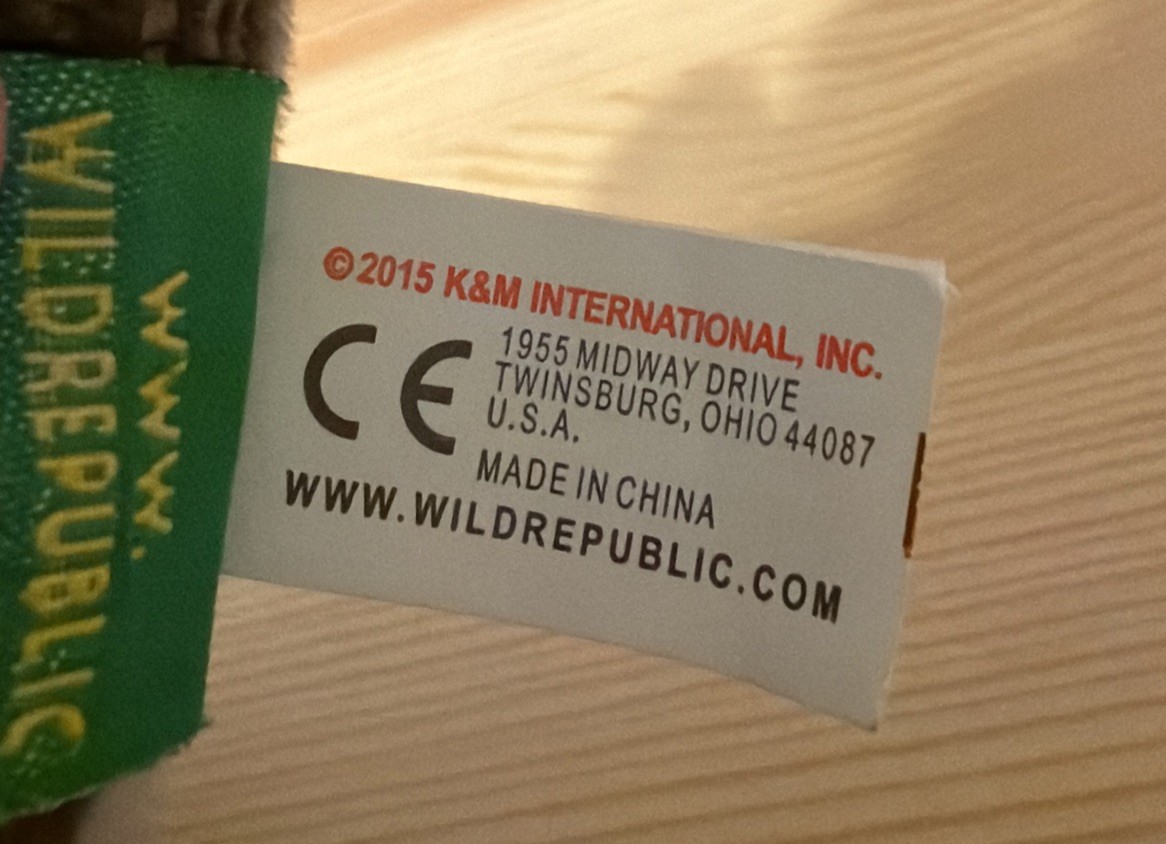 WILDREPUBLIC
WWW.
©2015 K&M INTERNATIONAL, INC.
CE
1955 MIDWAY DRIVE
TWINSBURG, OHIO 44087
U.S.A.
MADE IN CHINA
WWW.WILDREPUBLIC.COM